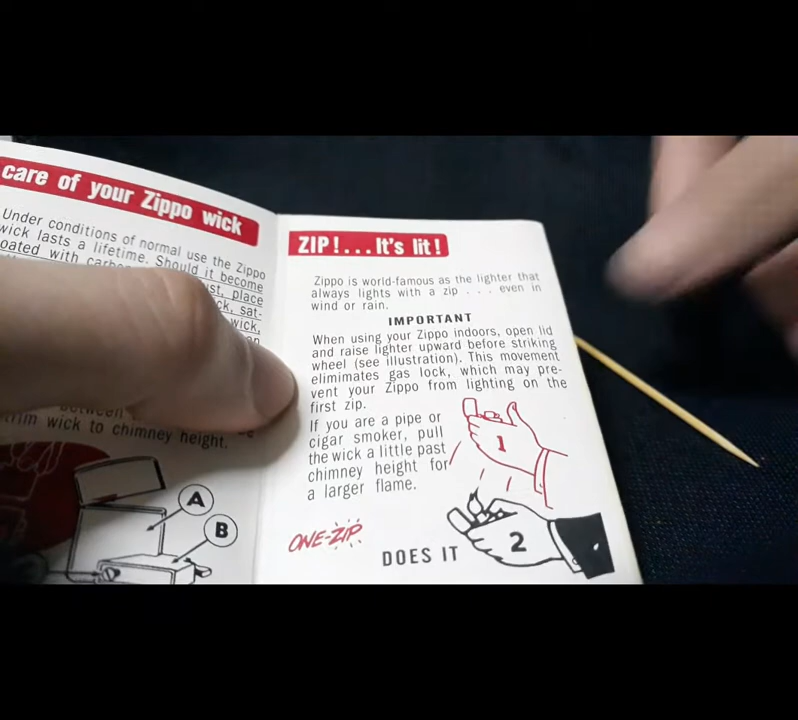 care of your Zippo wick
Under conditions of normal use the Zippo
wick lasts a lifetime. Should it become
oated with carbon
place
sat-
wick,
between
trim wick to chimney height.
A
B
ZIP!...It's lit!
Zippo is world-famous as the lighter that
always lights with a zip . . . even in
wind or rain.
IMPORTANT
When using your Zippo indoors, open lid
and raise lighter upward before striking
wheel (see illustration). This movement
elimimates gas lock, which may pre-
vent your Zippo from lighting on the
first zip.
If you are a pipe or
cigar smoker, pull
the wick a little past
chimney height for
a larger flame.
1
2
ONE-ZIP
DOES IT